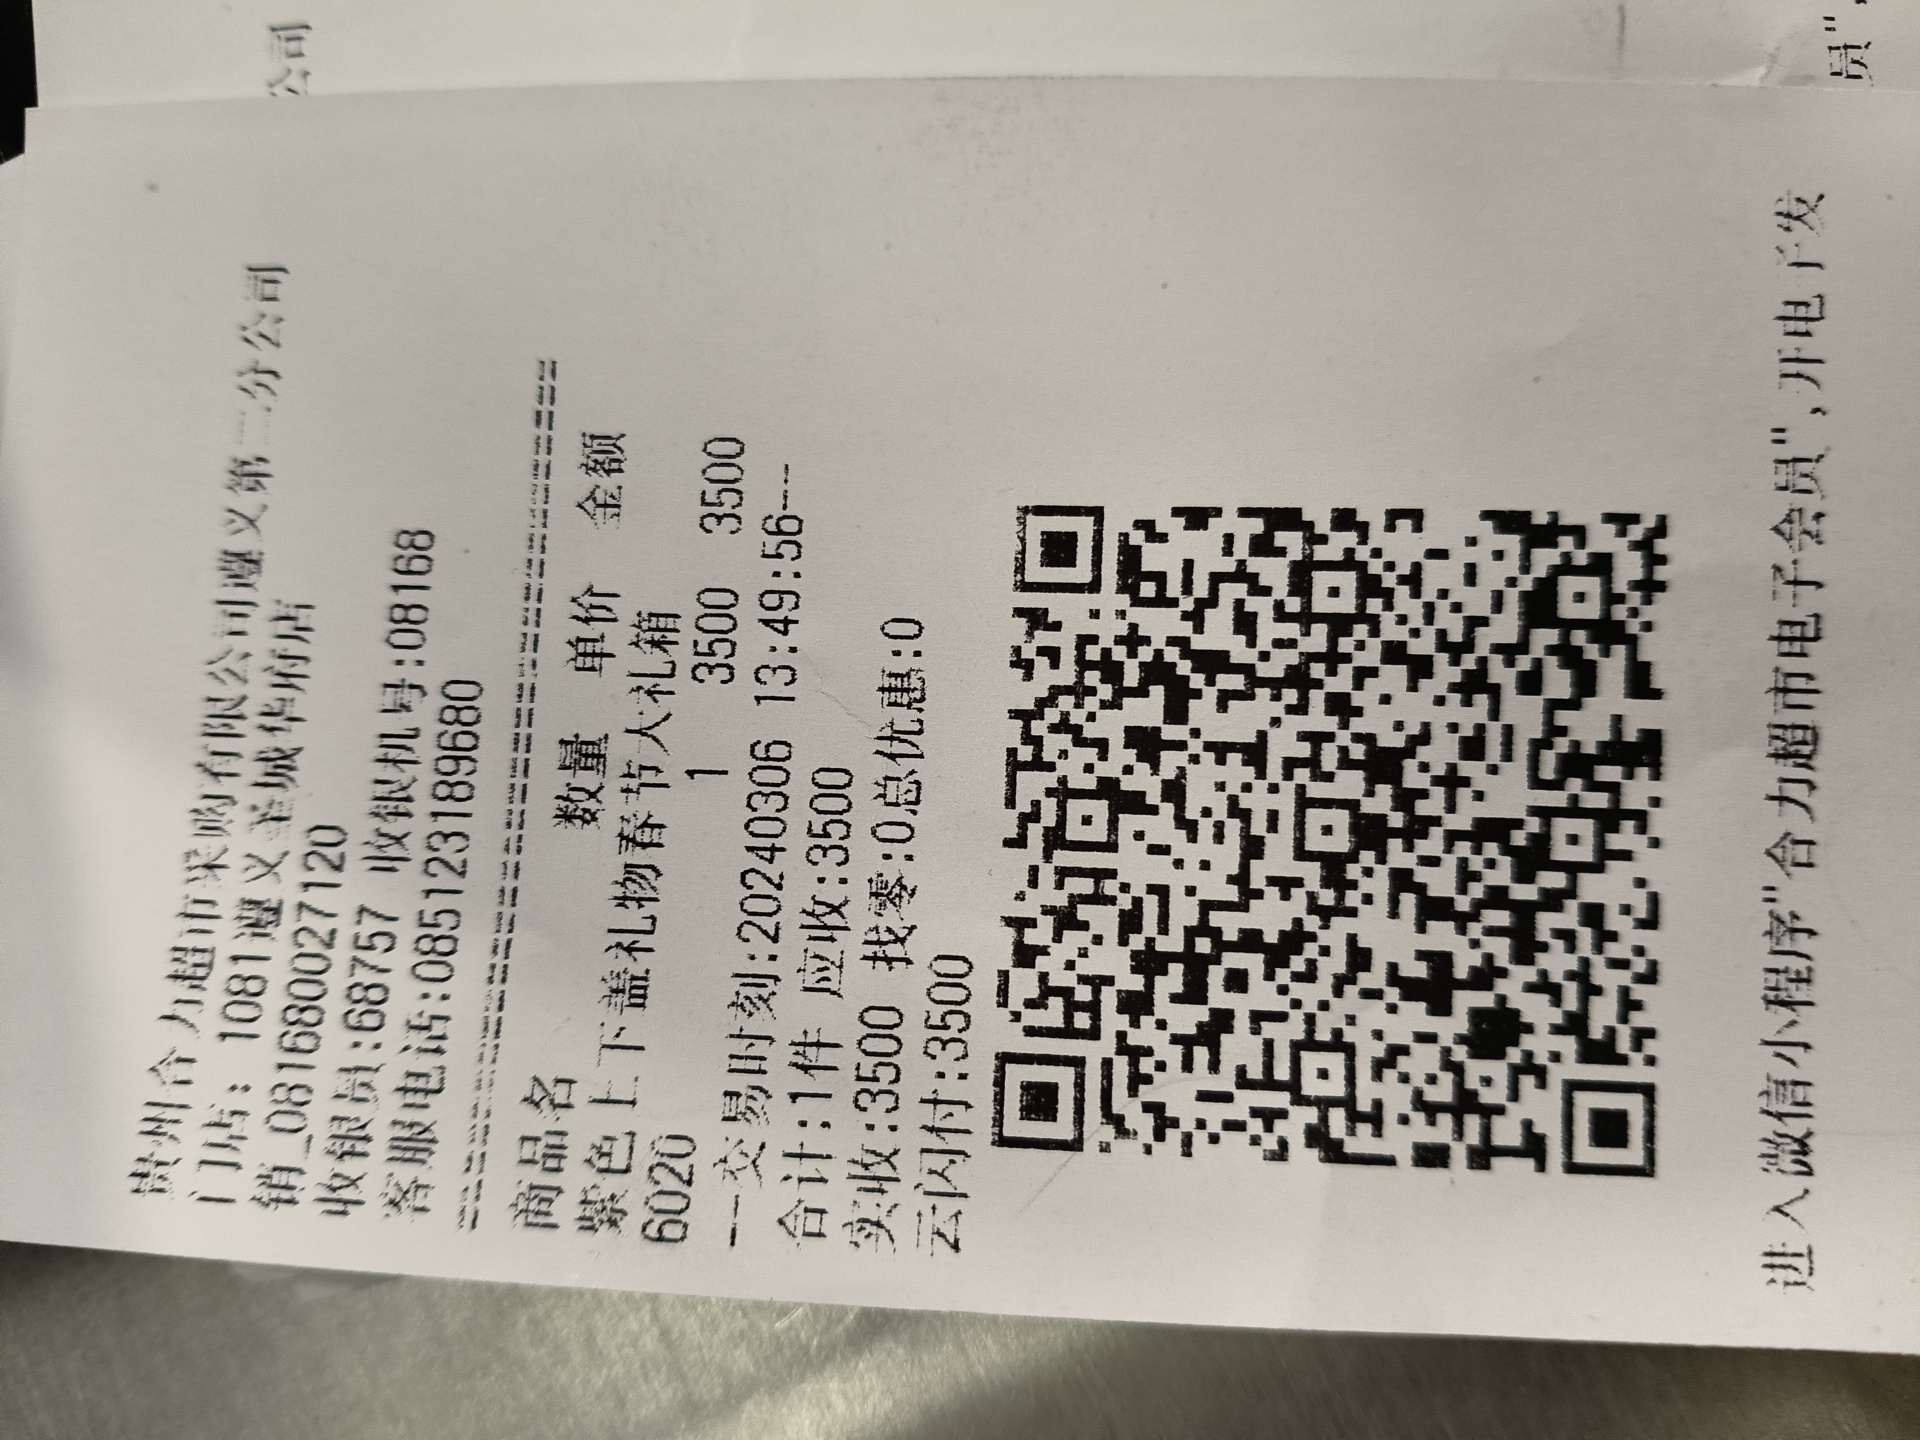 公司
员"，
贵州合力超市采购有限公司遵义第二分公司
门店: 1081遵义圣城华府店
销_081680027120
收银员:68757 收银机号:08168
客服电话:085123189680
商品名 数量 单价 金额
紫色上下盖礼物春节大礼箱
6020 1 3500 3500
---交易时刻:20240306 13:49:56---
合计:1件 应收:3500
实收:3500 找零:0总优惠:0
云闪付:3500
进入微信小程序"合力超市电子会员",开电子发